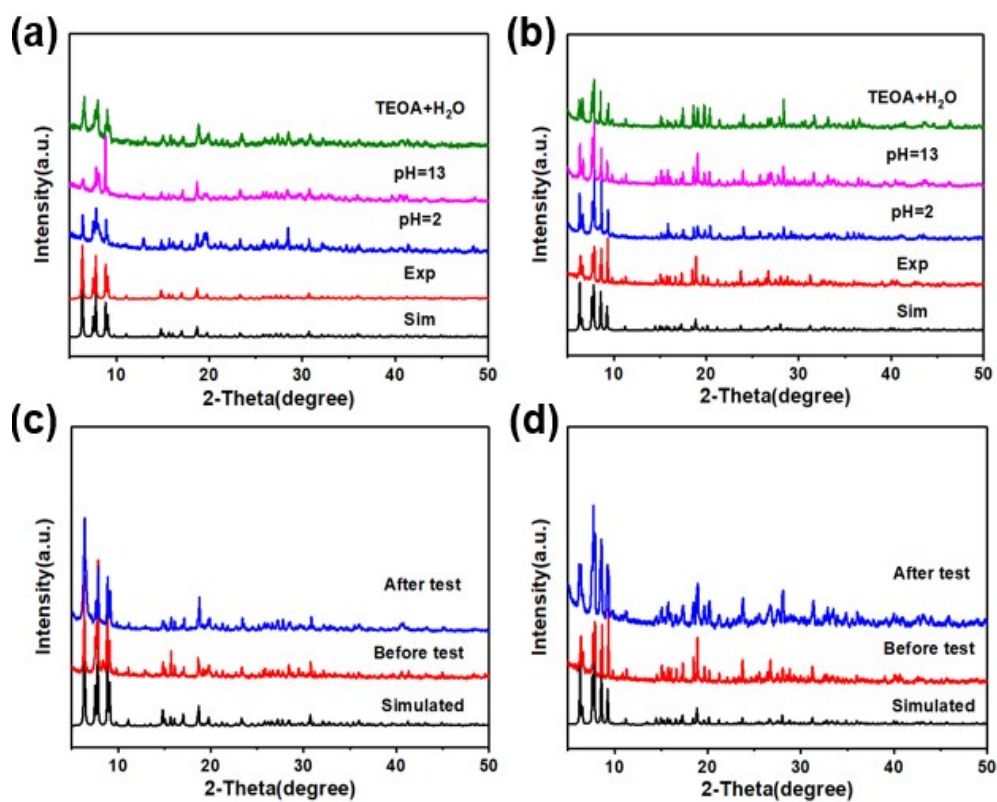 (a)
Intensity(a.u.)
TEOA+H₂O
pH=13
pH=2
Exp
Sim
10 20 30 40 50
2-Theta(degree)
(b)
Intensity(a.u.)
TEOA+H₂O
pH=13
pH=2
Exp
Sim
10 20 30 40 50
2-Theta(degree)
(c)
Intensity(a.u.)
After test
Before test
Simulated
10 20 30 40 50
2-Theta(degree)
(d)
Intensity(a.u.)
After test
Before test
Simulated
10 20 30 40 50
2-Theta(degree)